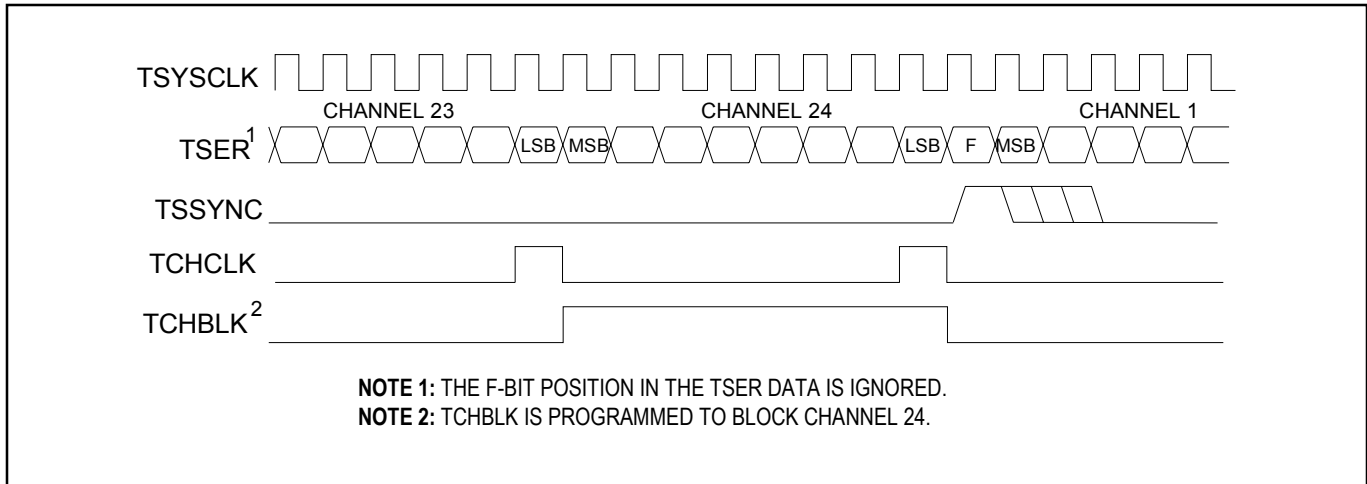 TSYSCLK
CHANNEL 23 CHANNEL 24 CHANNEL 1
TSER1 LSB MSB LSB F MSB
TSSYNC
TCHCLK
TCHBLK2
NOTE 1: THE F-BIT POSITION IN THE TSER DATA IS IGNORED.
NOTE 2: TCHBLK IS PROGRAMMED TO BLOCK CHANNEL 24.